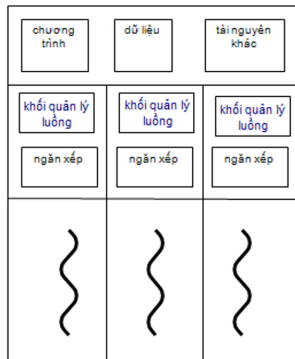 chương
trình
dữ liệu
tài nguyên
khác
khối quản lý
luồng
khối quản lý
luồng
khối quản lý
luồng
ngăn xếp
ngăn xếp
ngăn xếp